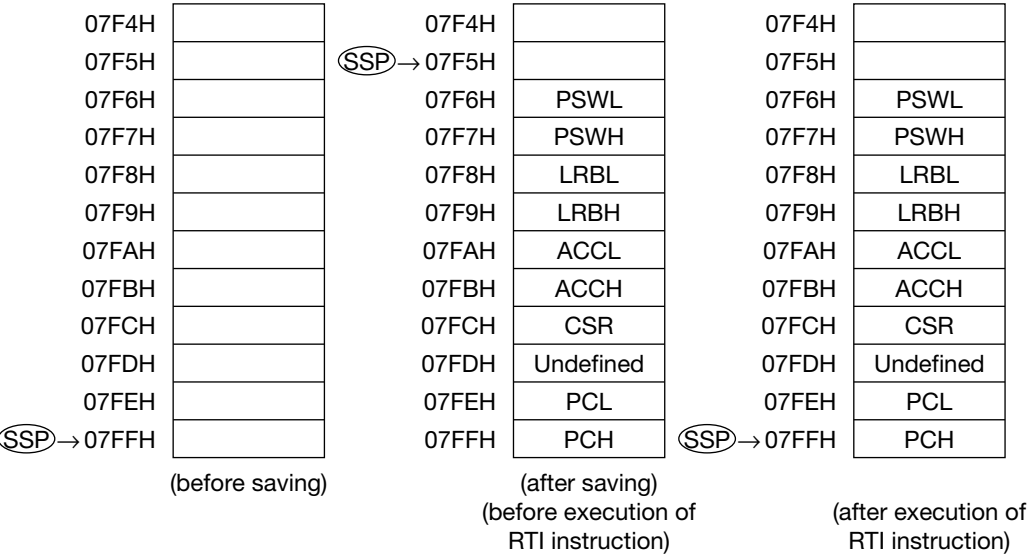 07F4H 07F4H 07F4H
07F5H SSP→07F5H 07F5H
07F6H 07F6H PSWL 07F6H PSWL
07F7H 07F7H PSWH 07F7H PSWH
07F8H 07F8H LRBL 07F8H LRBL
07F9H 07F9H LRBH 07F9H LRBH
07FAH 07FAH ACCL 07FAH ACCL
07FBH 07FBH ACCH 07FBH ACCH
07FCH 07FCH CSR 07FCH CSR
07FDH 07FDH Undefined 07FDH Undefined
07FEH 07FEH PCL 07FEH PCL
SSP→07FFH 07FFH PCH SSP→07FFH PCH
(before saving) (after saving)
(before execution of (after execution of
RTI instruction) RTI instruction)